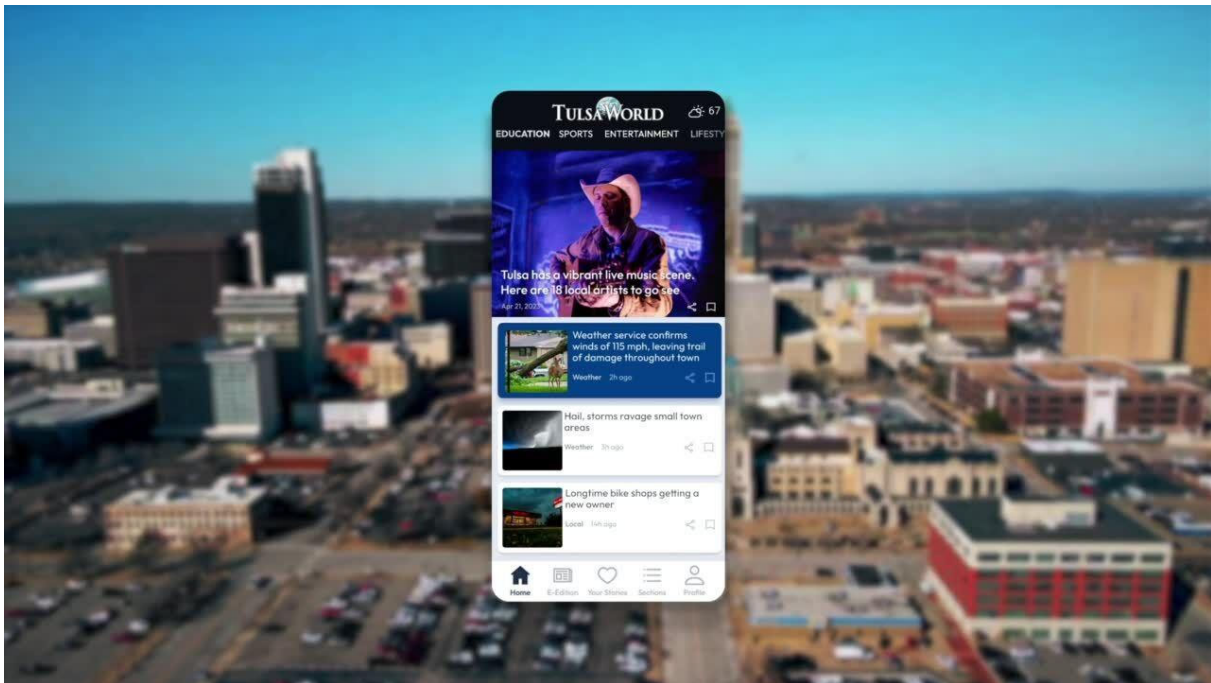 TULSA WORLD
67
EDUCATION SPORTS ENTERTAINMENT LIFESTY
Tulsa has a vibrant live music scene.
Here are 18 local artists to go see
Apr 21, 2023
Weather service confirms
winds of 115 mph, leaving trail
of damage throughout town
Weather 2h ago
Hail, storms ravage small town
areas
Weather
Longtime bike shops getting a
new owner
Local 14h ago
Home E-Edition Your Stories Sections Profile